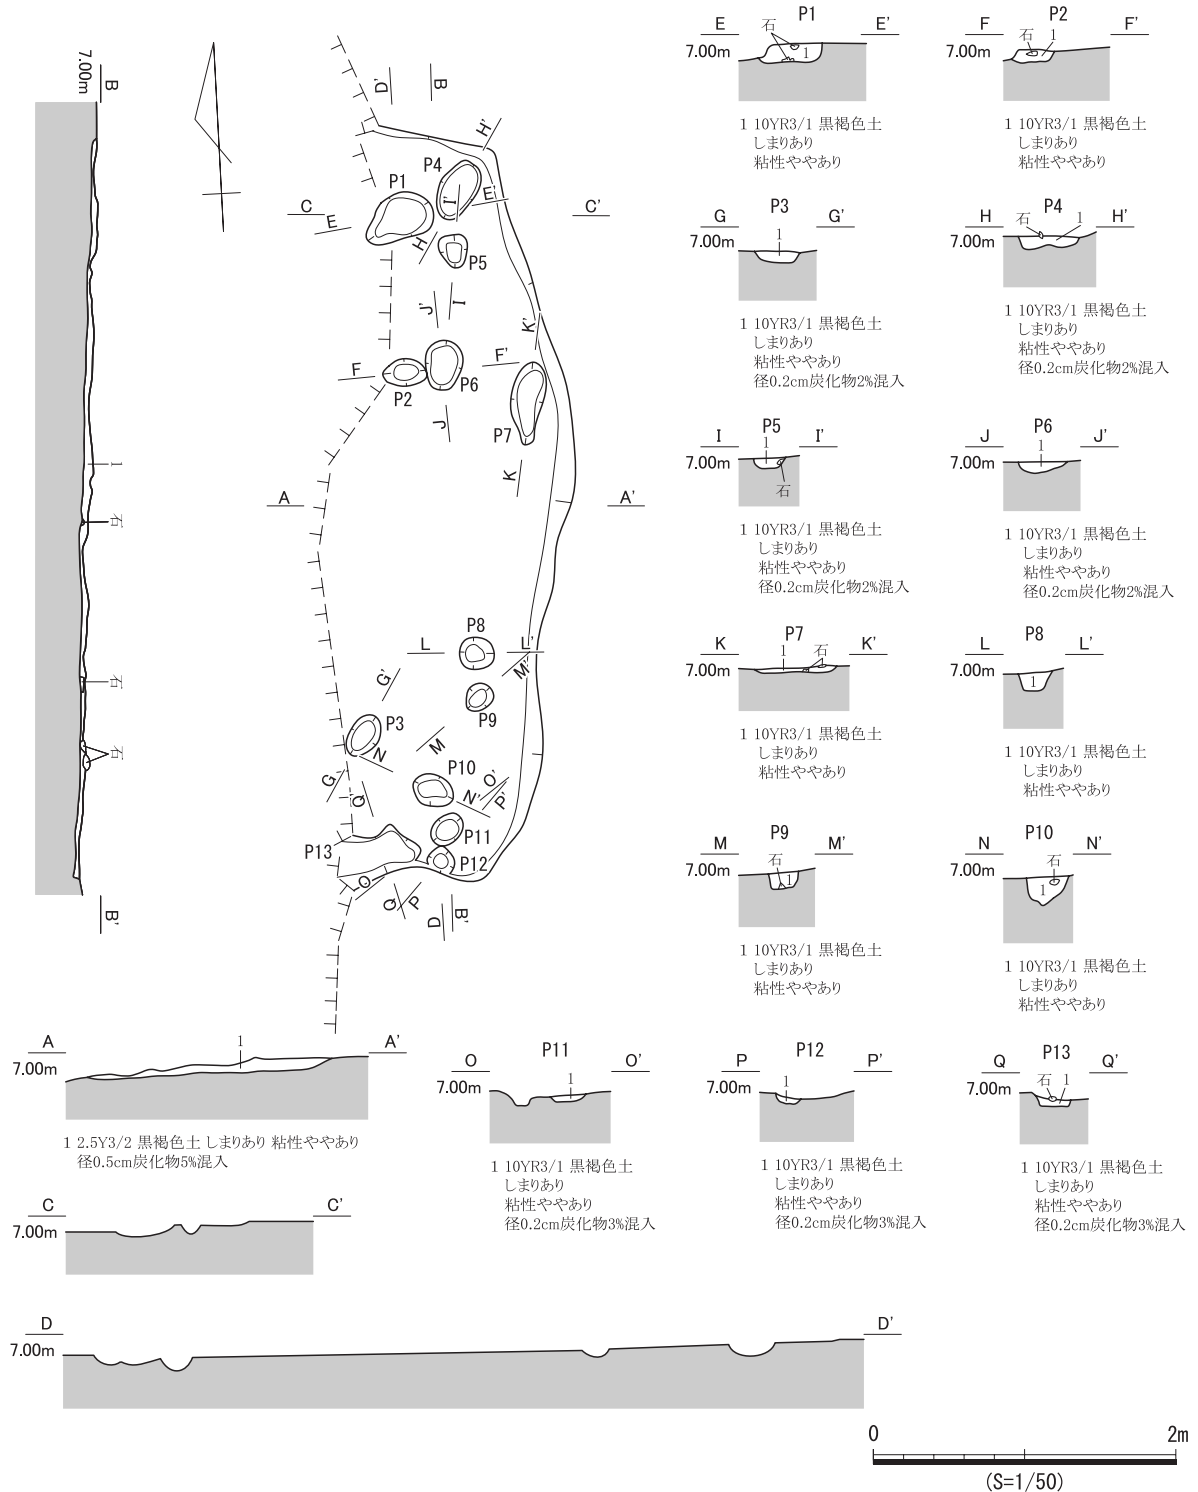 E P1 E'
7.00m
石
1
1 10YR3/1 黒褐色土
しまりあり
粘性ややあり
F P2 F'
7.00m
石 1
1 10YR3/1 黒褐色土
しまりあり
粘性ややあり
G P3 G'
7.00m
1
1 10YR3/1 黒褐色土
しまりあり
粘性ややあり
径0.2cm炭化物2%混入
H P4 H'
7.00m
石 1
1 10YR3/1 黒褐色土
しまりあり
粘性ややあり
径0.2cm炭化物2%混入
I P5 I'
7.00m
1
石
1 10YR3/1 黒褐色土
しまりあり
粘性ややあり
径0.2cm炭化物2%混入
J P6 J'
7.00m
1
1 10YR3/1 黒褐色土
しまりあり
粘性ややあり
径0.2cm炭化物2%混入
K P7 K'
7.00m
1 石
1 10YR3/1 黒褐色土
しまりあり
粘性ややあり
L P8 L'
7.00m
1
1 10YR3/1 黒褐色土
しまりあり
粘性ややあり
M P9 M'
7.00m
石
1
1 10YR3/1 黒褐色土
しまりあり
粘性ややあり
N P10 N'
7.00m
石
1
1 10YR3/1 黒褐色土
しまりあり
粘性ややあり
O P11 O'
7.00m
1
1 10YR3/1 黒褐色土
しまりあり
粘性ややあり
径0.2cm炭化物3%混入
P P12 P'
7.00m
1
1 10YR3/1 黒褐色土
しまりあり
粘性ややあり
径0.2cm炭化物3%混入
Q P13 Q'
7.00m
石 1
1 10YR3/1 黒褐色土
しまりあり
粘性ややあり
径0.2cm炭化物3%混入
B
7.00m
1
石
石
石
B'
D' B
H'
P4
P1
I' E'
C C'
E
H
P5
J' I
K'
F F'
P2 P6
P7
J
K
A A'
P8
L L'
M'
G'
P9
P3
M
N
P10
G
Q'
N' O'
P'
P11
P13
P12
O
Q P
D B'
A A'
7.00m
1
1 2.5Y3/2 黒褐色土 しまりあり 粘性ややあり
径0.5cm炭化物5%混入
C C'
7.00m
D D'
7.00m
0 2m
(S=1/50)